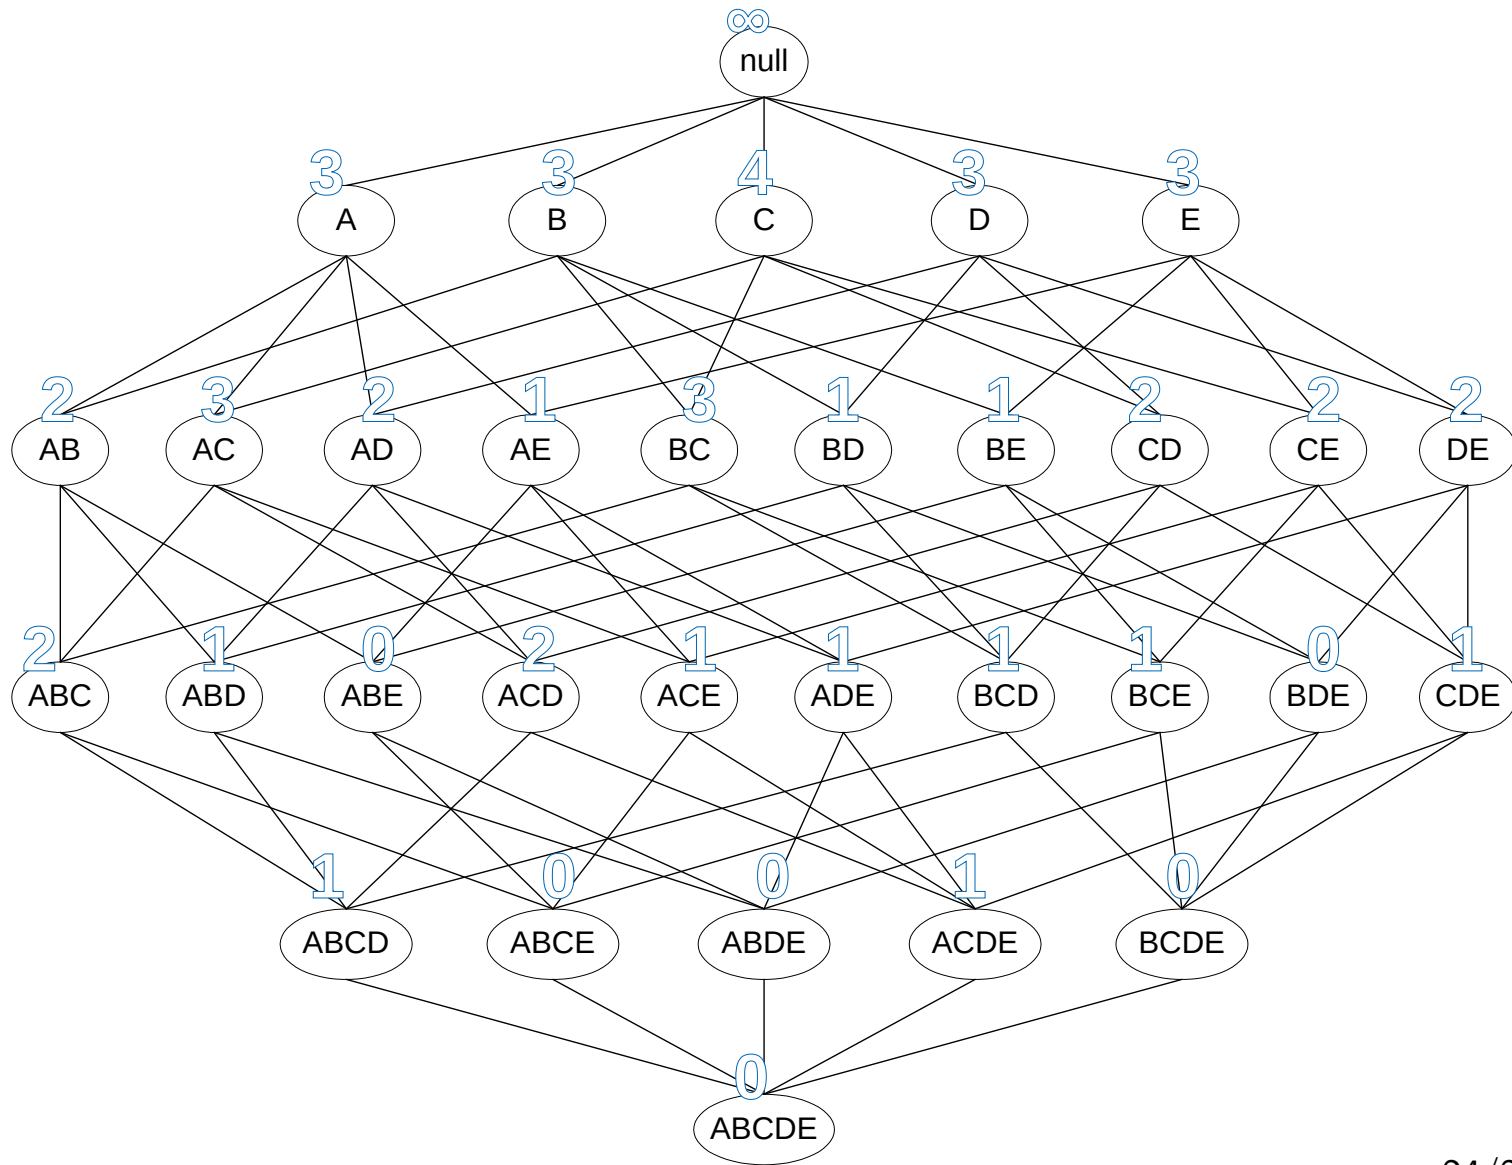 ∞
null
3 3 4 3 3
A B C D E
2 3 2 1 3 1 1 2 2 2
AB AC AD AE BC BD BE CD CE DE
2 1 0 2 1 1 1 1 0 1
ABC ABD ABE ACD ACE ADE BCD BCE BDE CDE
1 0 0 1 0
ABCD ABCE ABDE ACDE BCDE
0
ABCDE